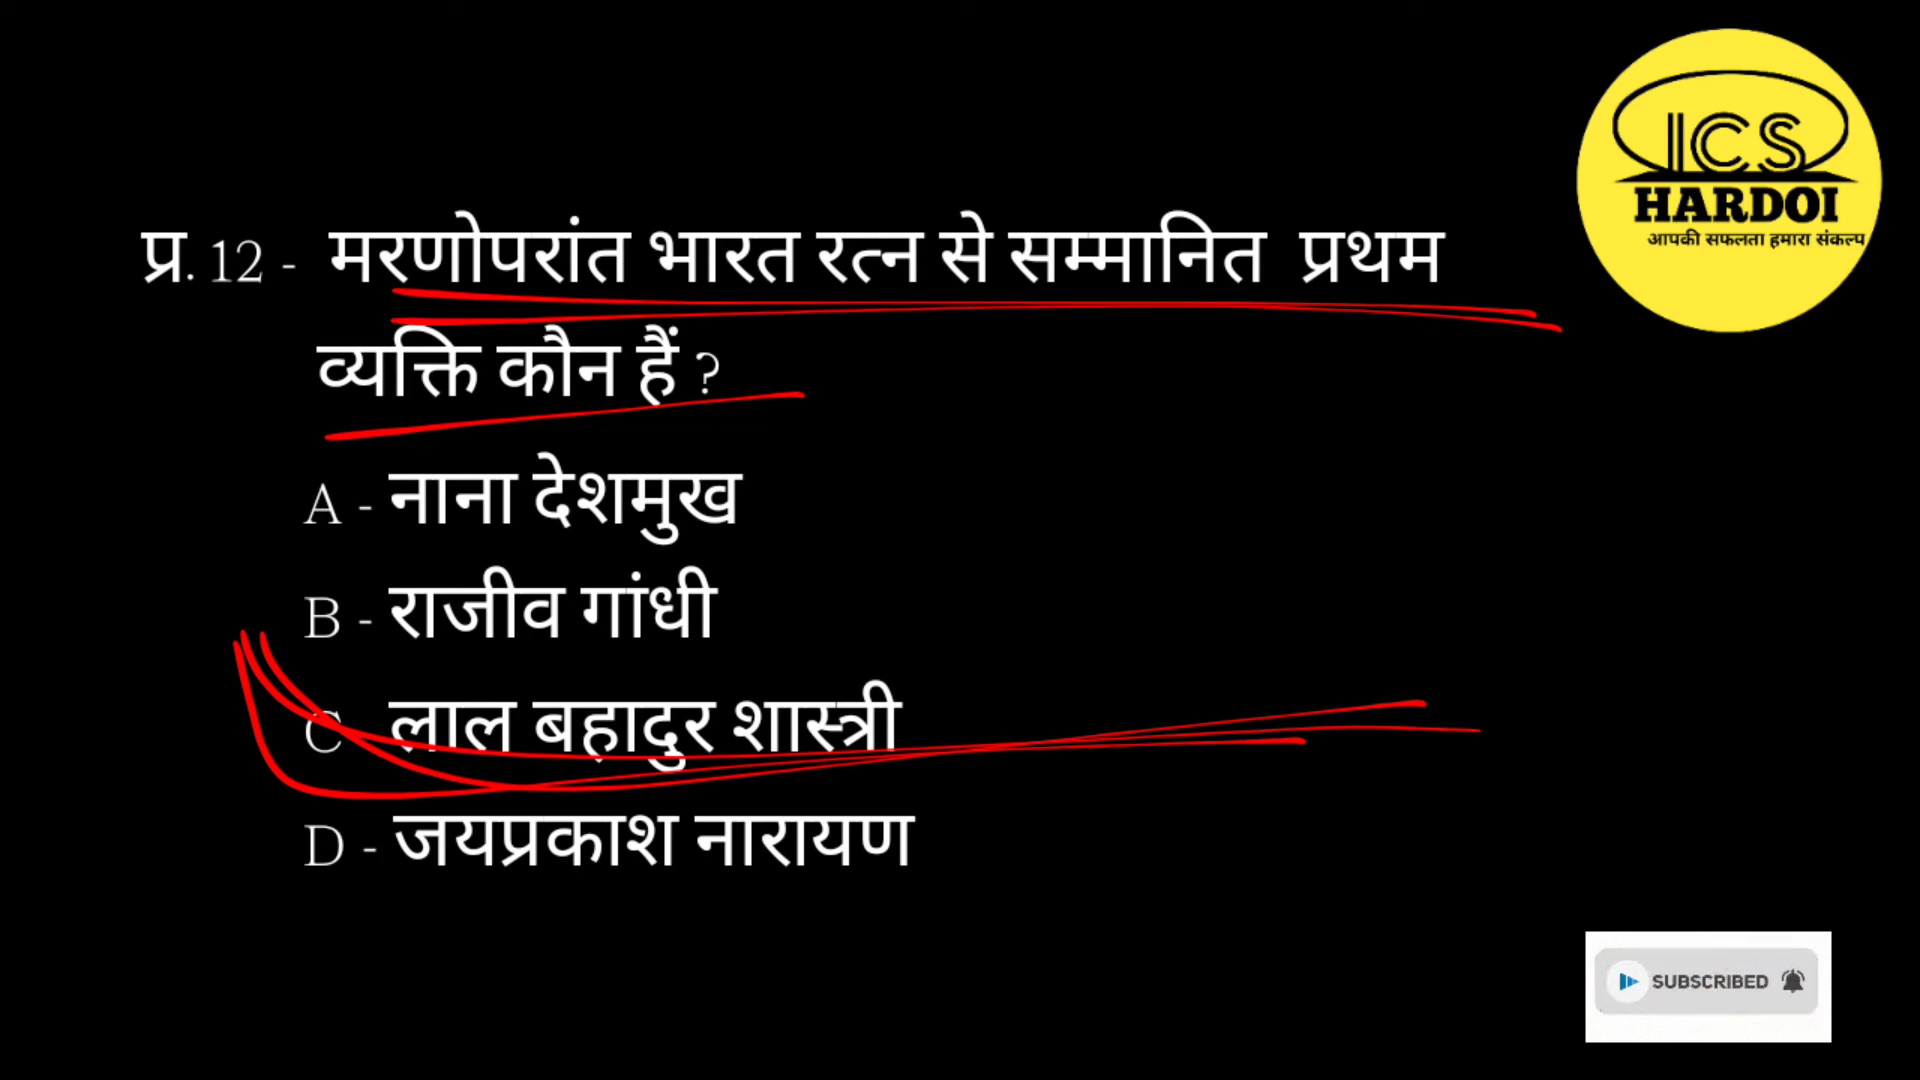 प्र. 12 - मरणोपरांत भारत रत्न से सम्मानित प्रथम
व्यक्ति कौन हैं ?
A - नाना देशमुख
B - राजीव गांधी
C लाल बहादुर शास्त्री
D - जयप्रकाश नारायण
ICS
HARDOI
आपकी सफलता हमारा संकल्प
SUBSCRIBED